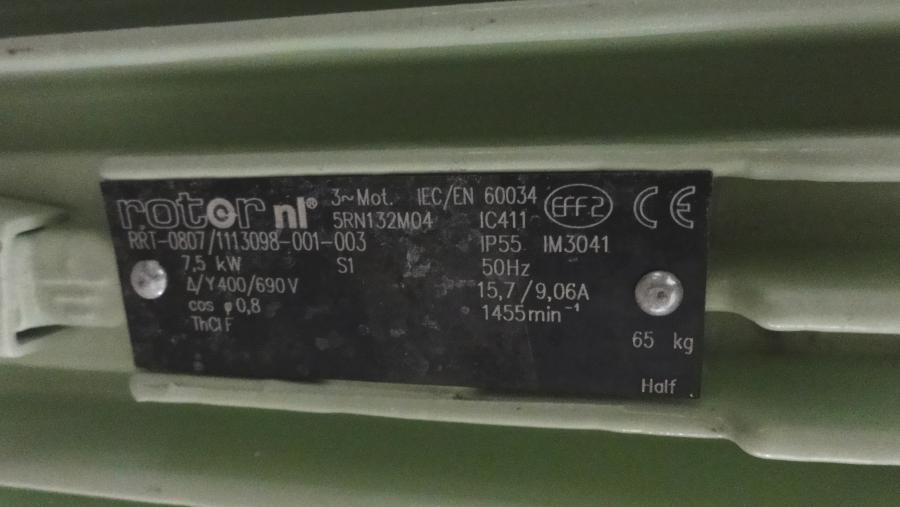 rotor nl® 3~Mot. IEC/EN 60034 EFF2 CE
5RN132M04 IC411
RRT-0807/1113098-001-003 IP55 IM3041
7,5 kW S1 50Hz
Δ/Y400/690V 15,7/9,06A
cos φ0,8 1455min⁻¹
ThCl F
65 kg
Half